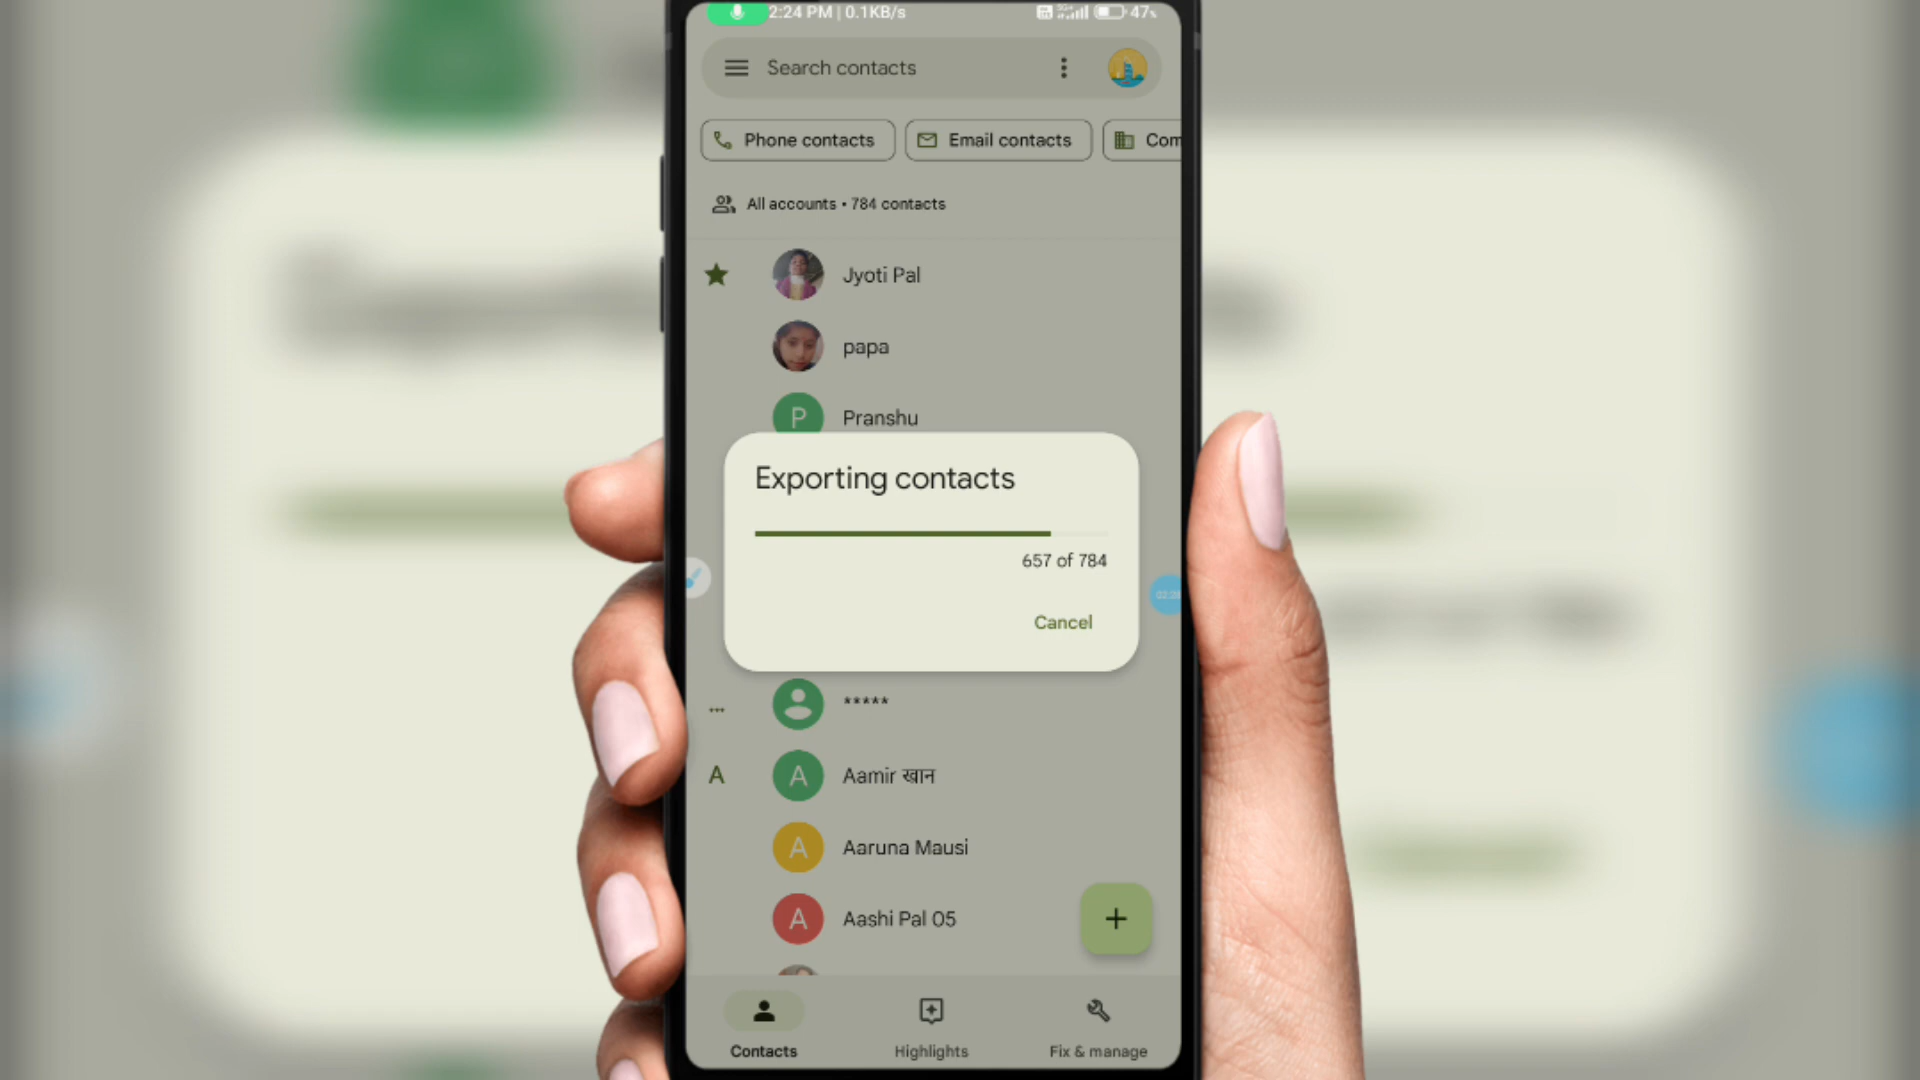 2:24 PM | 0.1KB/s 47%
Search contacts
Phone contacts
Email contacts
Com
All accounts • 784 contacts
Jyoti Pal
papa
P Pranshu
Exporting contacts
657 of 784
Cancel
... *****
A A Aamir खान
A Aaruna Mausi
A Aashi Pal 05
+
Contacts Highlights Fix & manage